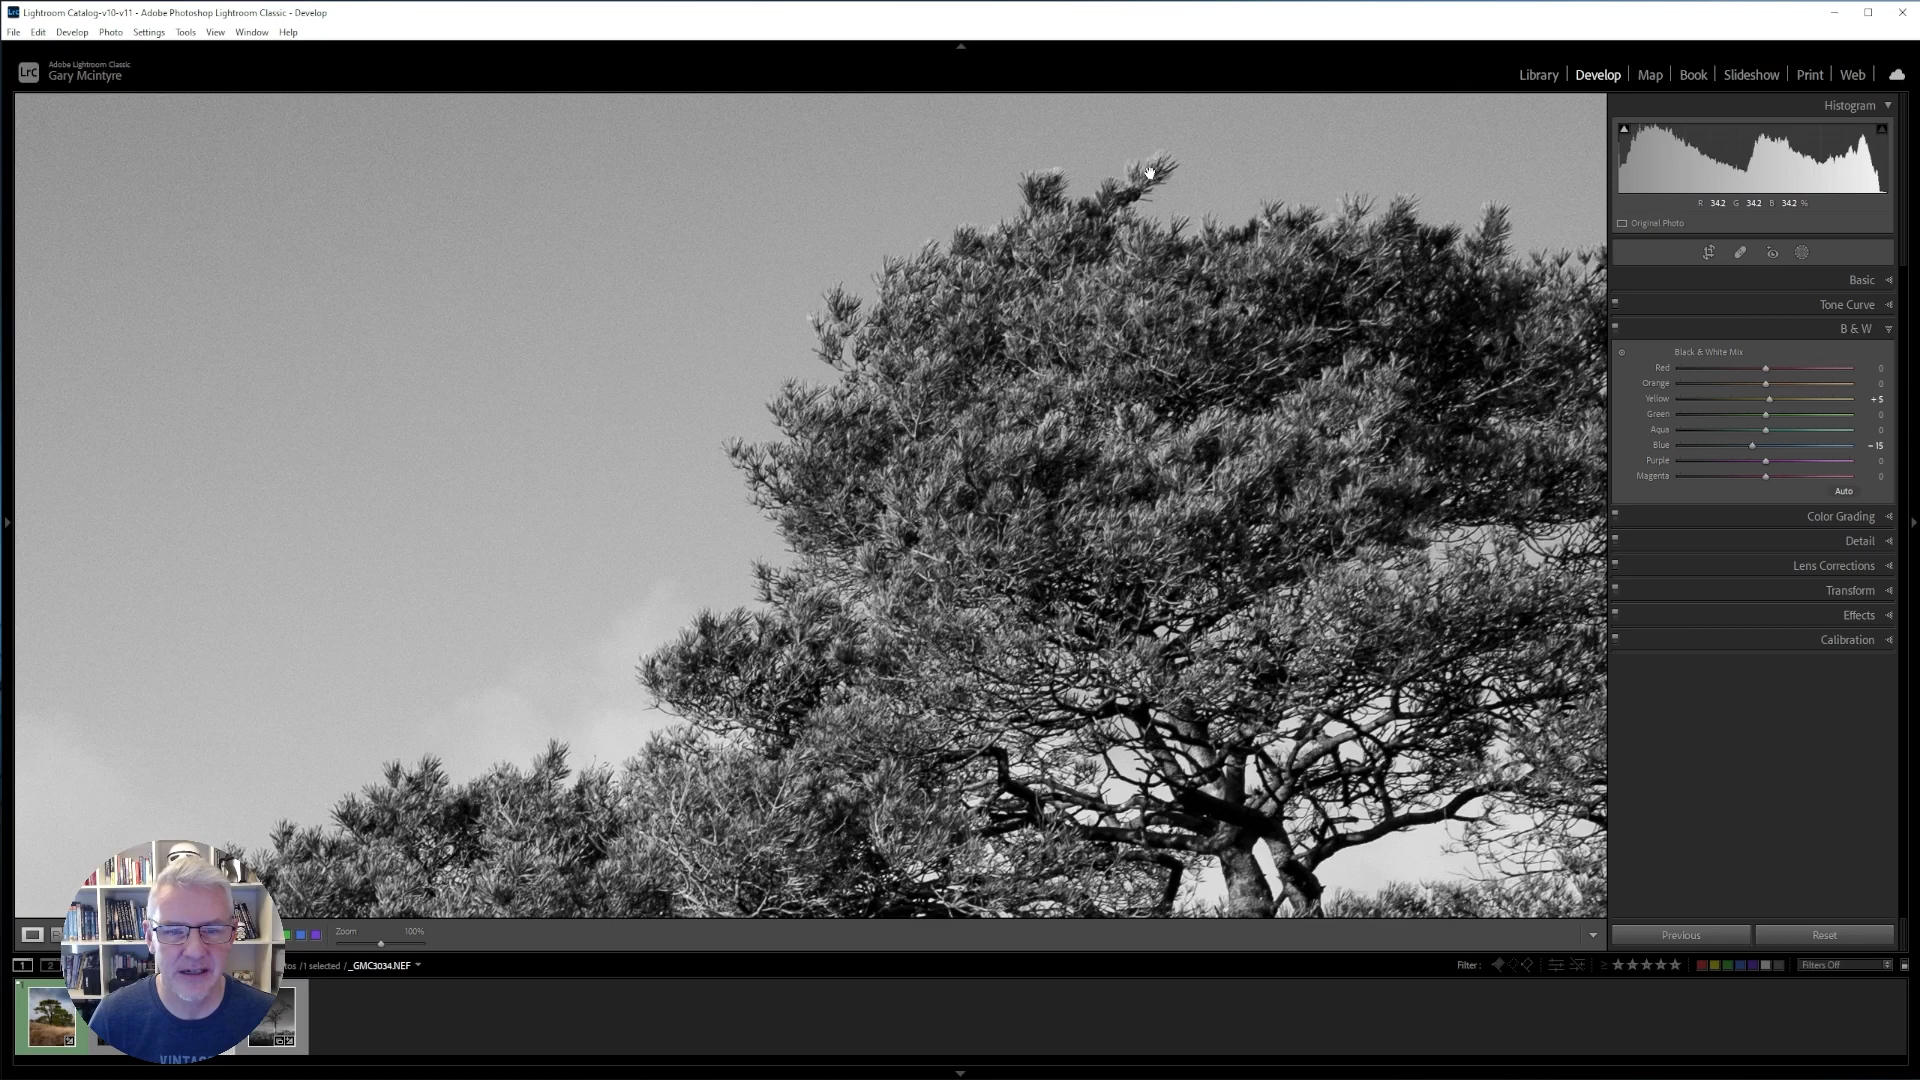 Lightroom Catalog-v10-v11 - Adobe Photoshop Lightroom Classic - Develop
File Edit Develop Photo Settings Tools View Window Help
LrC
Adobe Lightroom Classic
Gary Mcintyre
Library Develop Map Book Slideshow Print Web
Histogram
R 34.2 G 34.2 B 34.2 %
Original Photo
Basic
Tone Curve
B & W
Black & White Mix
Red 0
Orange 0
Yellow + 5
Green 0
Aqua 0
Blue - 15
Purple 0
Magenta 0
Auto
Color Grading
Detail
Lens Corrections
Transform
Effects
Calibration
Zoom 100%
Previous Reset
1 2
/1 selected /_GMC3034.NEF
Filter : ≥ Filters Off
1